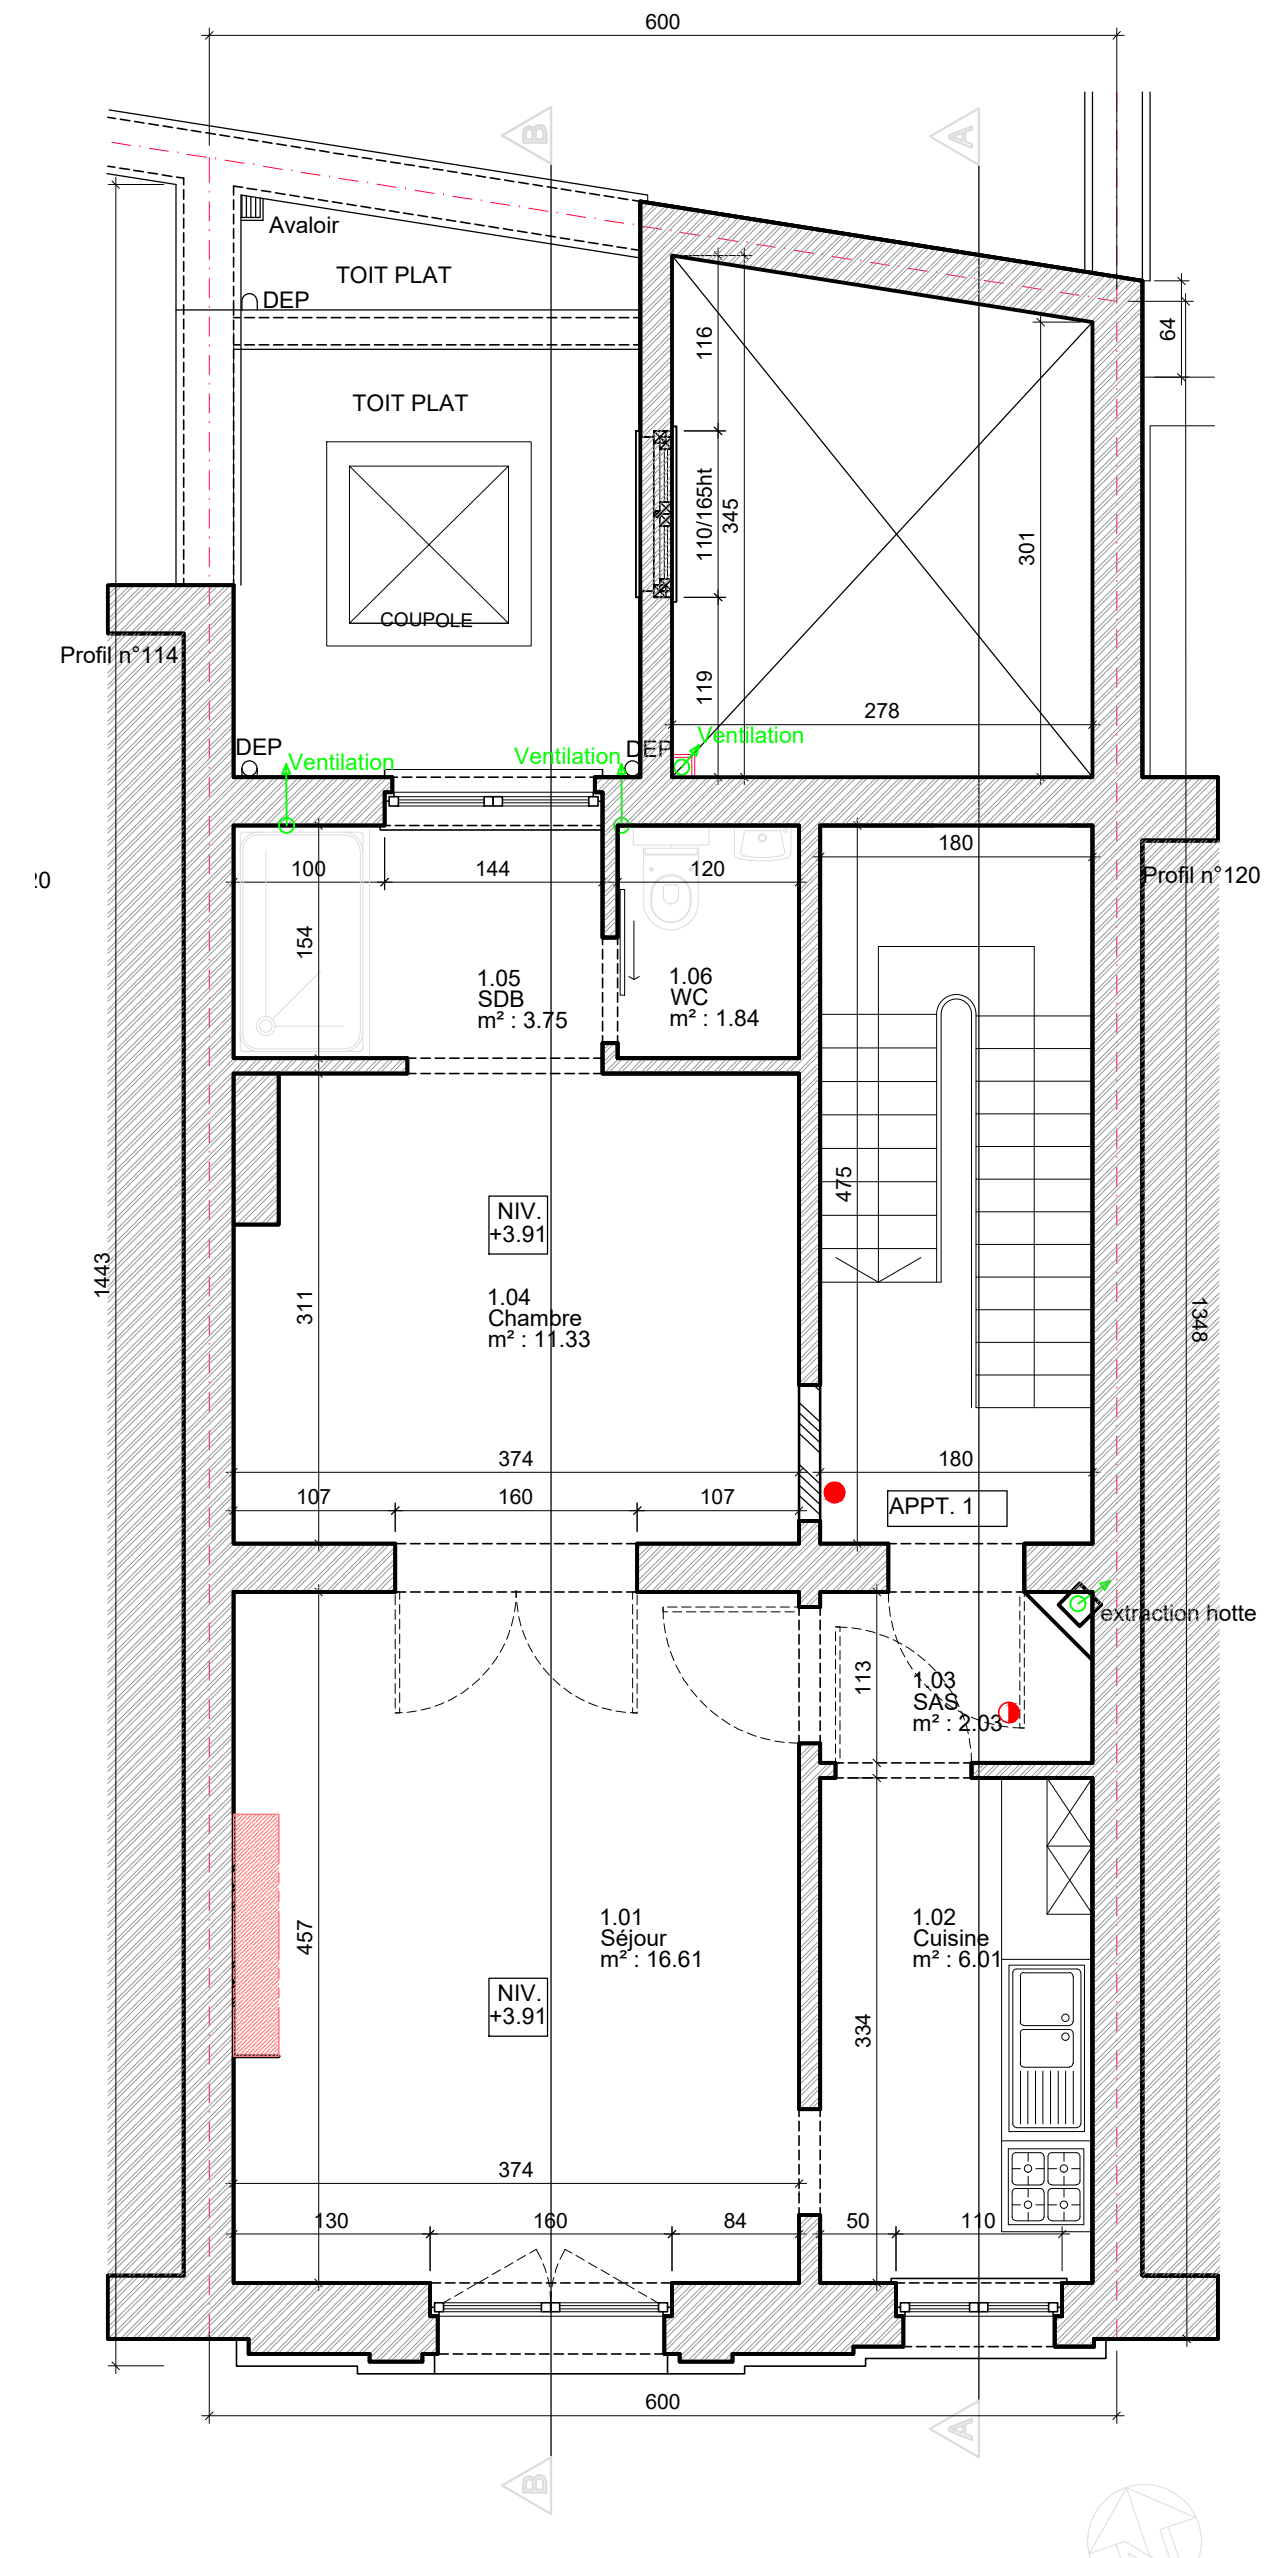 600
B
A
Avaloir
TOIT PLAT
DEP
64
116
TOIT PLAT
110/165ht
345
301
COUPOLE
Profil n°114
119
278
DEP
Ventilation
Ventilation
DEP
Ventilation
180
100
144
120
Profil n°120
:0
154
1.05
SDB
m² : 3.75
1.06
WC
m² : 1.84
475
NIV.
+3.91
1443
311
1.04
Chambre
m² : 11.33
1348
374
180
107
160
107
APPT. 1
extraction hotte
113
1.03
SAS
m² : 2.03
457
1.01
Séjour
m² : 16.61
1.02
Cuisine
m² : 6.01
NIV.
+3.91
334
374
130
160
84
50
110
600
A
B